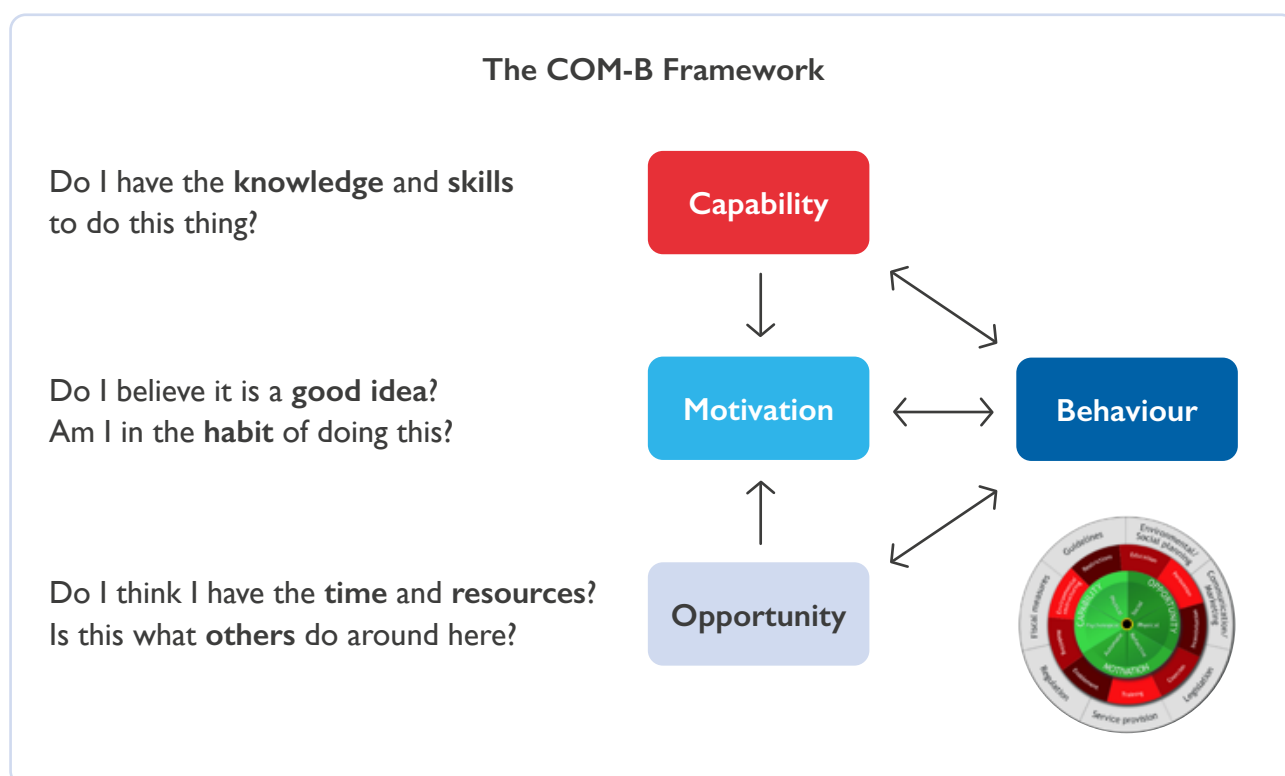 The COM-B Framework
Do I have the knowledge and skills
to do this thing?
Capability
Do I believe it is a good idea?
Am I in the habit of doing this?
Motivation
Behaviour
Do I think I have the time and resources?
Is this what others do around here?
Opportunity
Guidelines
Environmental/
Social planning
Communication/
Marketing
Legislation
Service provision
Regulation
Fiscal measures
Restrictions
Education
Training
CAPABILITY
OPPORTUNITY
MOTIVATION